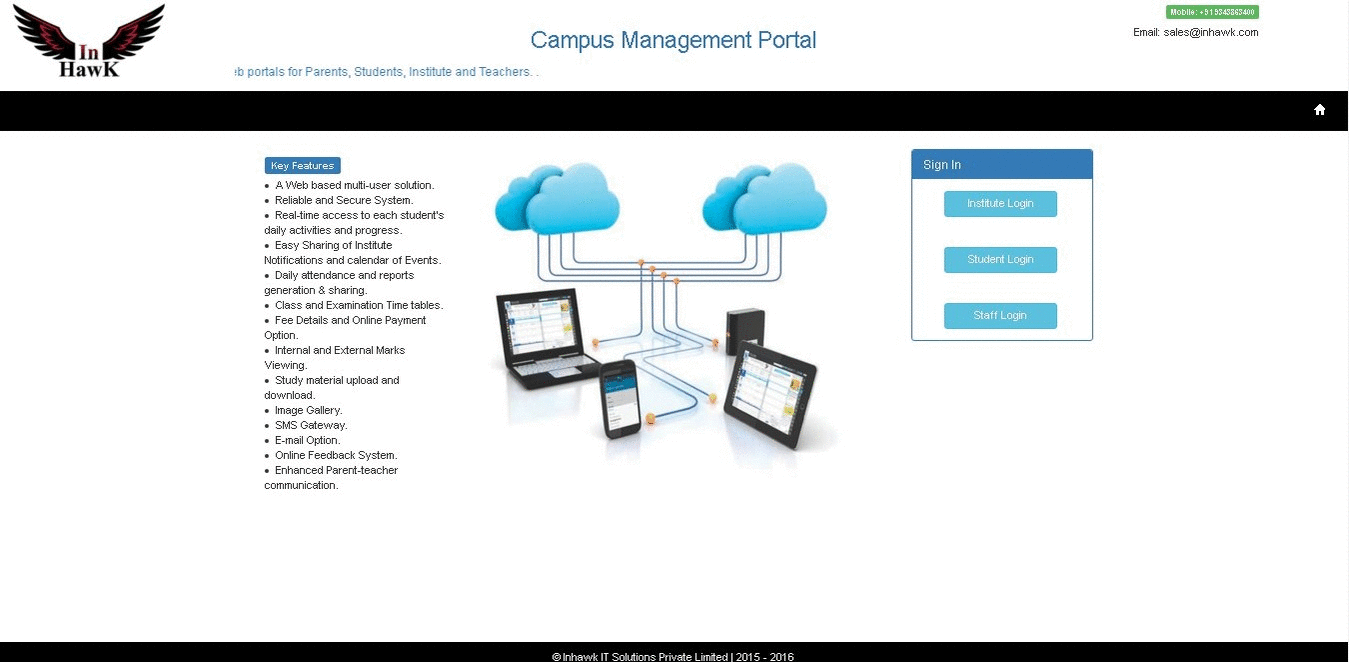 In
HawK
Campus Management Portal
Mobile: +919343863400
Email: sales@inhawk.com
portals for Parents, Students, Institute and Teachers. .
Key Features
• A Web based multi-user solution.
• Reliable and Secure System.
• Real-time access to each student's
daily activities and progress.
• Easy Sharing of Institute
Notifications and calendar of Events.
• Daily attendance and reports
generation & sharing.
• Class and Examination Time tables.
• Fee Details and Online Payment
Option.
• Internal and External Marks
Viewing.
• Study material upload and
download.
• Image Gallery.
• SMS Gateway.
• E-mail Option.
• Online Feedback System.
• Enhanced Parent-teacher
communication.
Sign In
Institute Login
Student Login
Staff Login
© Inhawk IT Solutions Private Limited | 2015 - 2016